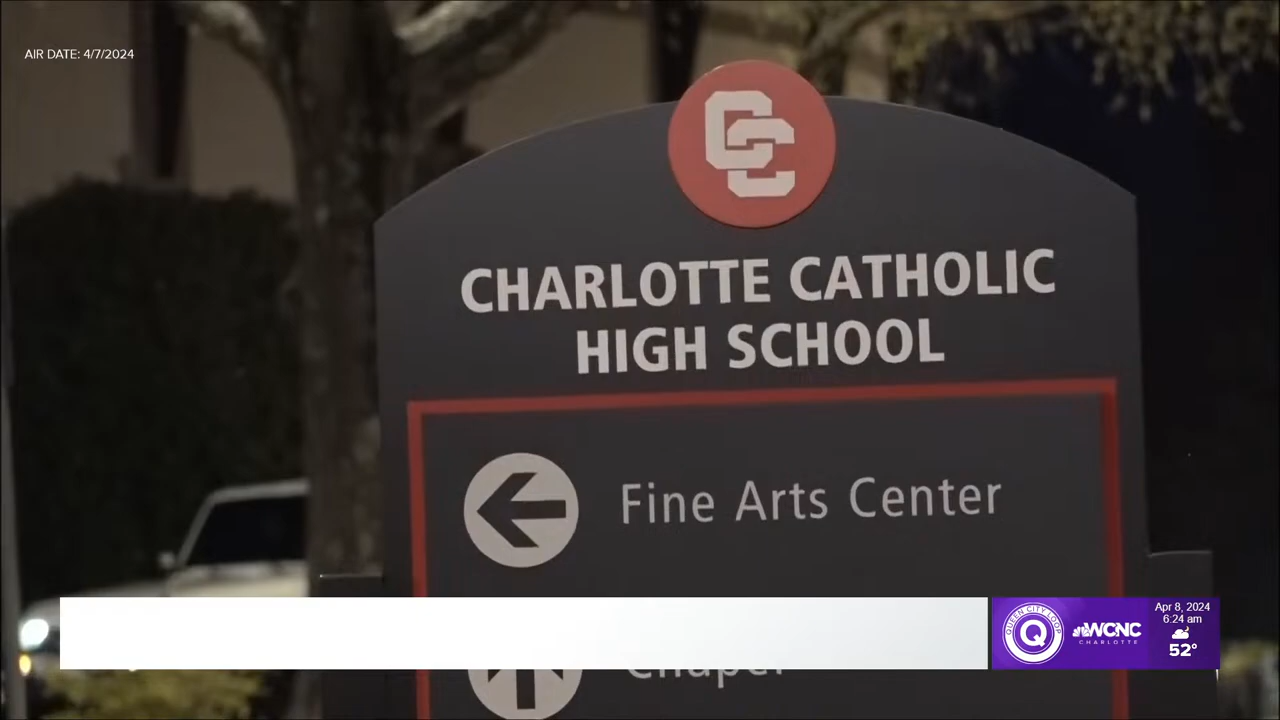 AIR DATE: 4/7/2024
CC
CHARLOTTE CATHOLIC
HIGH SCHOOL
Fine Arts Center
Chapel
QUEEN CITY LOOP
Q
WCNC
CHARLOTTE
Apr 8, 2024
6:24 am
52°